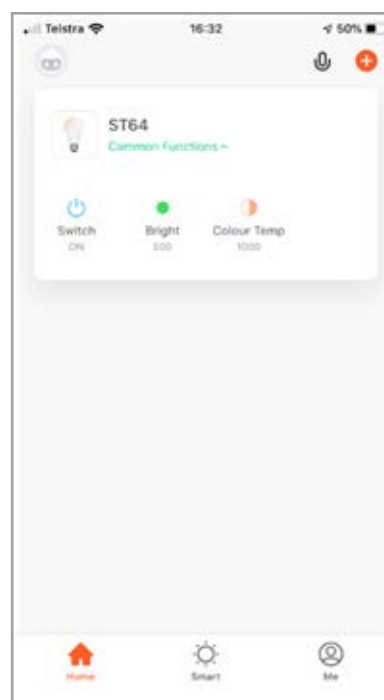 Telstra 16:32 50%
ST64
Common Functions
Switch Bright Colour Temp
ON 500 1000
Home Smart Me